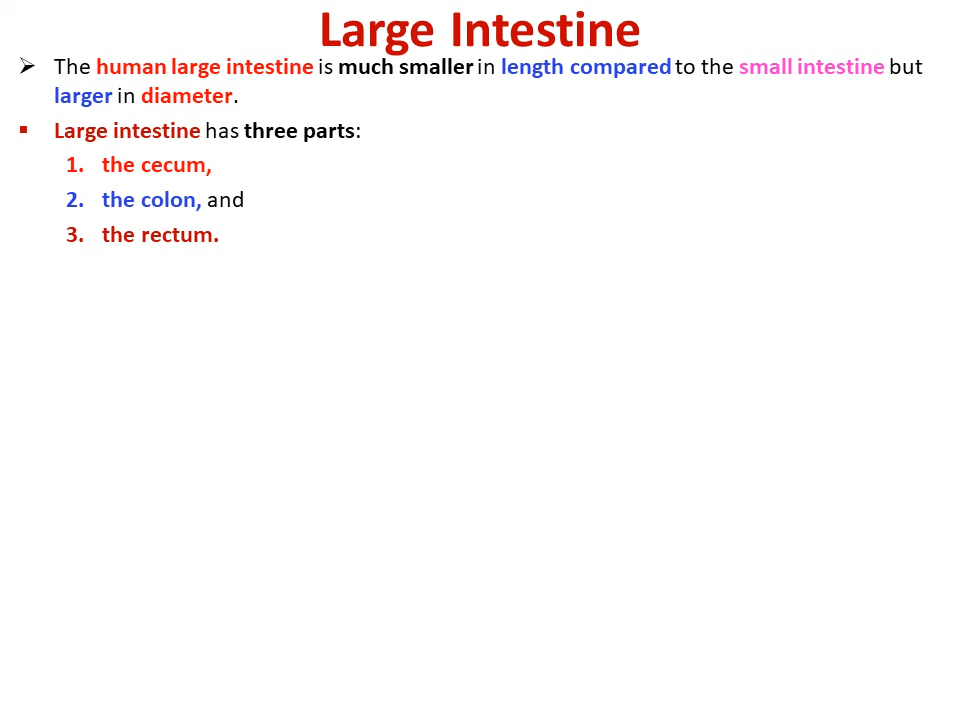 Large Intestine
➢ The human large intestine is much smaller in length compared to the small intestine but
larger in diameter.
▪ Large intestine has three parts:
1. the cecum,
2. the colon, and
3. the rectum.